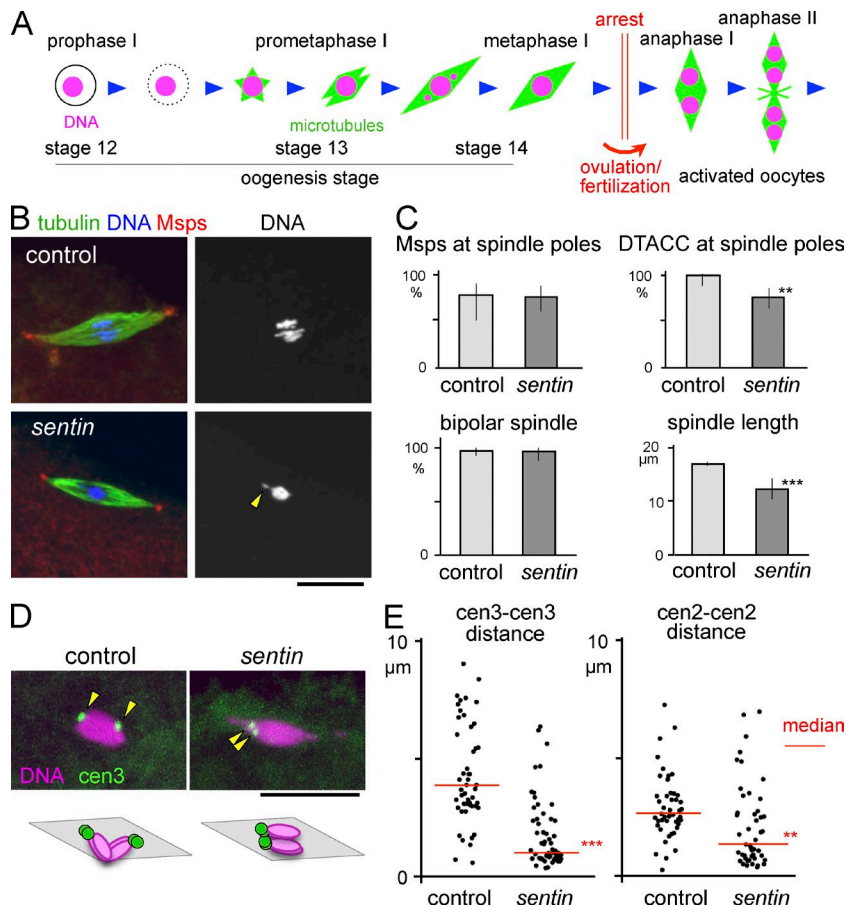 A
prophase I
prometaphase I
metaphase I
arrest
anaphase I
anaphase II
DNA
microtubules
stage 12
stage 13
stage 14
oogenesis stage
ovulation/
fertilization
activated oocytes
B
tubulin DNA Msps
DNA
control
sentin
C
Msps at spindle poles
100
%
0
control
sentin
DTACC at spindle poles
100
%
0
**
control
sentin
bipolar spindle
100
%
0
control
sentin
spindle length
20
µm
10
0
***
control
sentin
D
control
sentin
DNA cen3
E
cen3-cen3
distance
10
µm
0
***
control
sentin
cen2-cen2
distance
10
µm
0
**
median
control
sentin